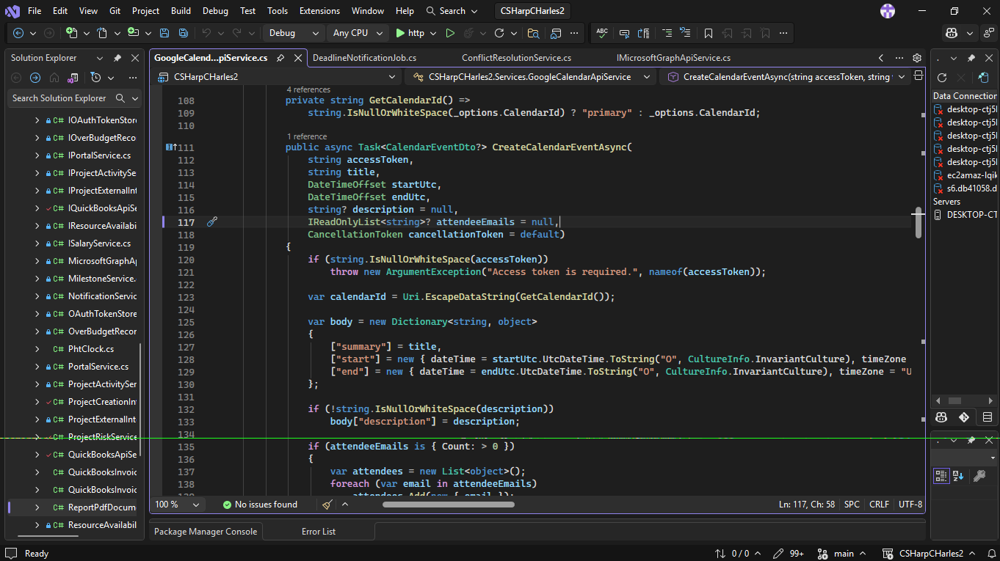 File Edit View Git Project Build Debug Test Tools Extensions Window Help Search CSHarpCHarles2
Debug Any CPU http
Solution Explorer
Search Solution Explorer
IOAuthTokenStore
IOverBudgetReco
IPortalService.cs
IProjectActivitySe
IProjectExternalInt
IQuickBooksApiSe
IResourceAvailabi
ISalaryService.cs
MicrosoftGraphAp
MilestoneService.
NotificationServic
OAuthTokenStore
OverBudgetRecor
PhtClock.cs
PortalService.cs
ProjectActivitySer
ProjectCreationInt
ProjectExternalInt
ProjectRiskService
QuickBooksApiSe
QuickBooksInvoic
QuickBooksInvoic
ReportPdfDocum
ResourceAvailabil
GoogleCalend...piService.cs DeadlineNotificationJob.cs ConflictResolutionService.cs IMicrosoftGraphApiService.cs
CSHarpCHarles2 CSHarpCHarles2.Services.GoogleCalendarApiService CreateCalendarEventAsync(string accessToken, string
4 references
108 private string GetCalendarId() =>
109 string.IsNullOrWhiteSpace(_options.CalendarId) ? "primary" : _options.CalendarId;
110
1 reference
111 public async Task<CalendarEventDto?> CreateCalendarEventAsync(
112 string accessToken,
113 string title,
114 DateTimeOffset startUtc,
115 DateTimeOffset endUtc,
116 string? description = null,
117 IReadOnlyList<string>? attendeeEmails = null,
118 CancellationToken cancellationToken = default)
119 {
120 if (string.IsNullOrWhiteSpace(accessToken))
121 throw new ArgumentException("Access token is required.", nameof(accessToken));
122
123 var calendarId = Uri.EscapeDataString(GetCalendarId());
124
125 var body = new Dictionary<string, object>
126 {
127 ["summary"] = title,
128 ["start"] = new { dateTime = startUtc.UtcDateTime.ToString("O", CultureInfo.InvariantCulture), timeZone
129 ["end"] = new { dateTime = endUtc.UtcDateTime.ToString("O", CultureInfo.InvariantCulture), timeZone = "U
130 };
131
132 if (!string.IsNullOrWhiteSpace(description))
133 body["description"] = description;
134
135 if (attendeeEmails is { Count: > 0 })
136 {
137 var attendees = new List<object>();
138 foreach (var email in attendeeEmails)
attendees.Add(new { email });
100 % No issues found Ln: 117, Ch: 58 SPC CRLF UTF-8
Package Manager Console Error List
Data Connection
desktop-ctj5l
desktop-ctj5l
desktop-ctj5l
desktop-ctj5l
desktop-ctj5l
ec2amaz-lqik
s6.db41058.d
Servers
DESKTOP-CT
Ready 0 / 0 99+ main CSHarpCHarles2